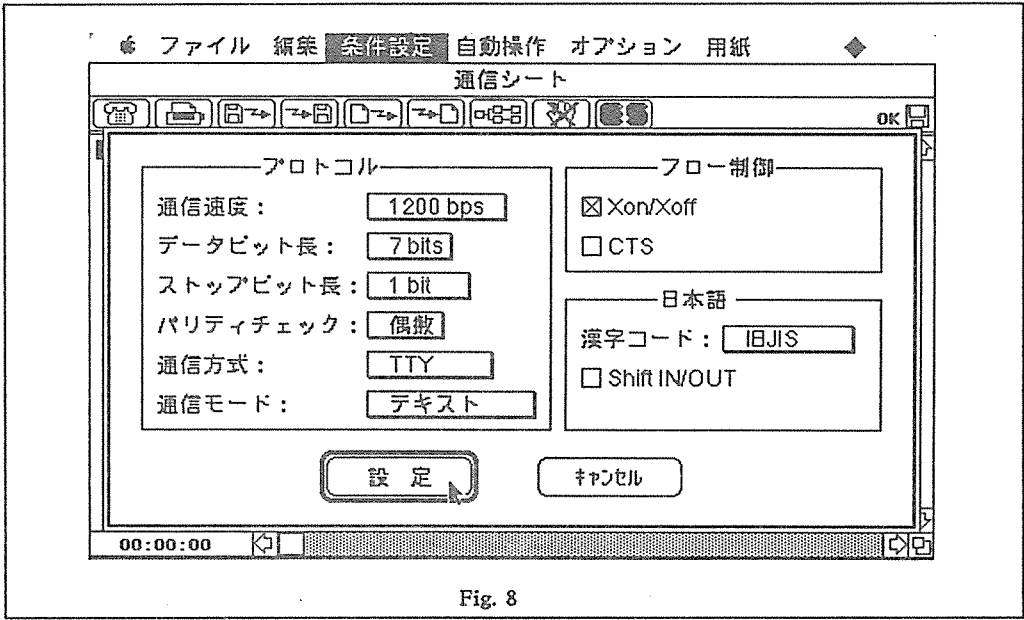 ファイル 編集 条件設定 自動操作 オプション 用紙
通信シート
OK
プロトコル
通信速度： 1200 bps
データビット長： 7 bits
ストップビット長： 1 bit
パリティチェック： 偶数
通信方式： TTY
通信モード： テキスト
フロー制御
Xon/Xoff
CTS
日本語
漢字コード： 旧JIS
Shift IN/OUT
設 定
キャンセル
00:00:00
Fig. 8